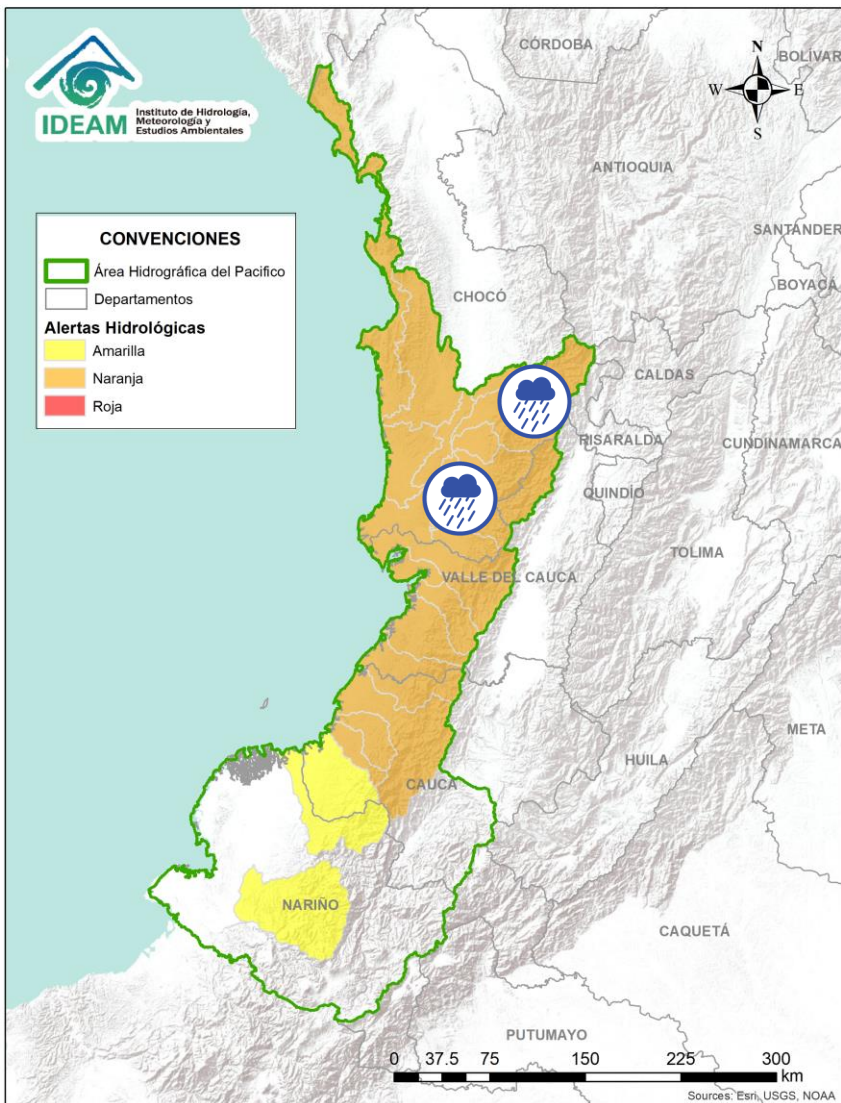 IDEAM
Instituto de Hidrología,
Meteorología y
Estudios Ambientales
CÓRDOBA
BOLÍVAR
N
W
E
S
ANTIOQUIA
SANTANDER
CONVENCIONES
Área Hidrográfica del Pacifico
Departamentos
Alertas Hidrológicas
Amarilla
Naranja
Roja
BOYACÁ
CHOCÓ
CALDAS
RISARALDA
CUNDINAMARCA
QUINDÍO
TOLIMA
VALLE DEL CAUCA
META
HUILA
CAUCA
NARIÑO
CAQUETÁ
PUTUMAYO
0 37.5 75 150 225 300
km
Sources: Esri, USGS, NOAA